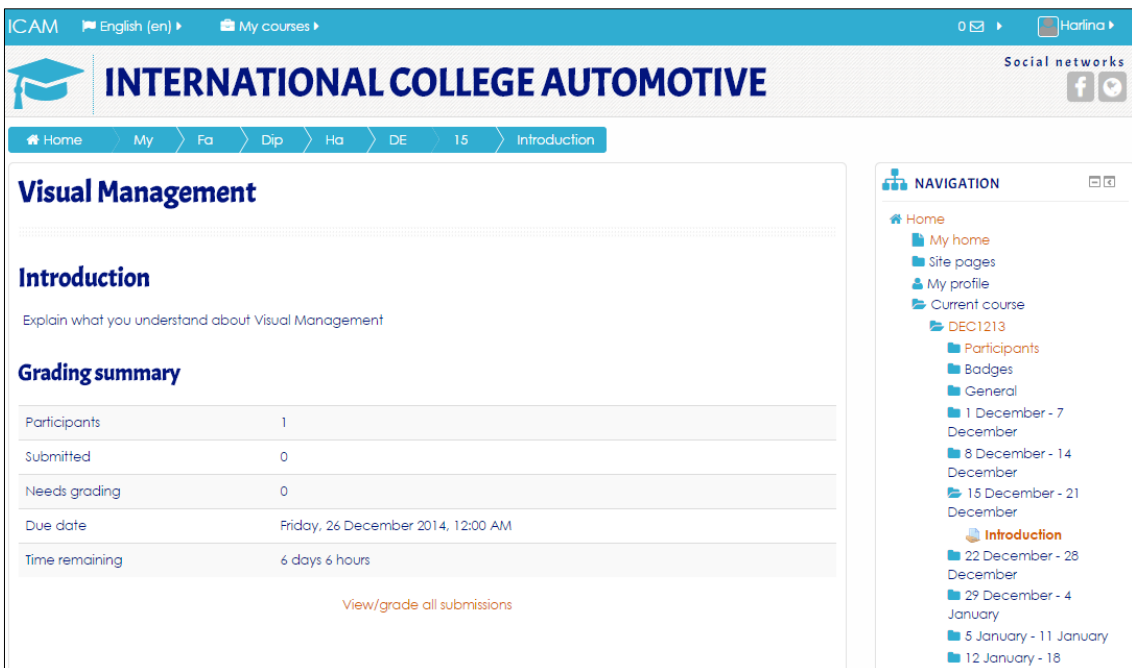 ICAM English (en) My courses 0 Harlina
INTERNATIONAL COLLEGE AUTOMOTIVE
Social networks
Home My Fa Dip Ha DE 15 Introduction
Visual Management
Introduction
Explain what you understand about Visual Management
Grading summary
Participants 1
Submitted 0
Needs grading 0
Due date Friday, 26 December 2014, 12:00 AM
Time remaining 6 days 6 hours
View/grade all submissions
NAVIGATION
Home
My home
Site pages
My profile
Current course
DEC1213
Participants
Badges
General
1 December - 7
December
8 December - 14
December
15 December - 21
December
Introduction
22 December - 28
December
29 December - 4
January
5 January - 11 January
12 January - 18